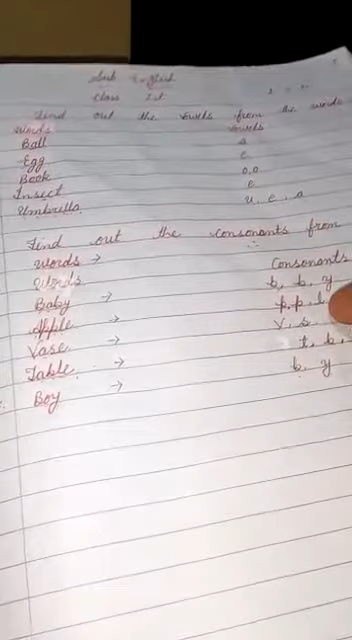 Sub English
Class 1st
Find out the vowels from the words
Words vowels
Ball a
Egg e
Book o,o
Insect e
Umbrella u, e, a
Find out the consonants from
Words →
Words Consonants
Baby → b, b, y
Apple → p, p, l
Vase → v, s
Table → t, b,
Boy → b, y